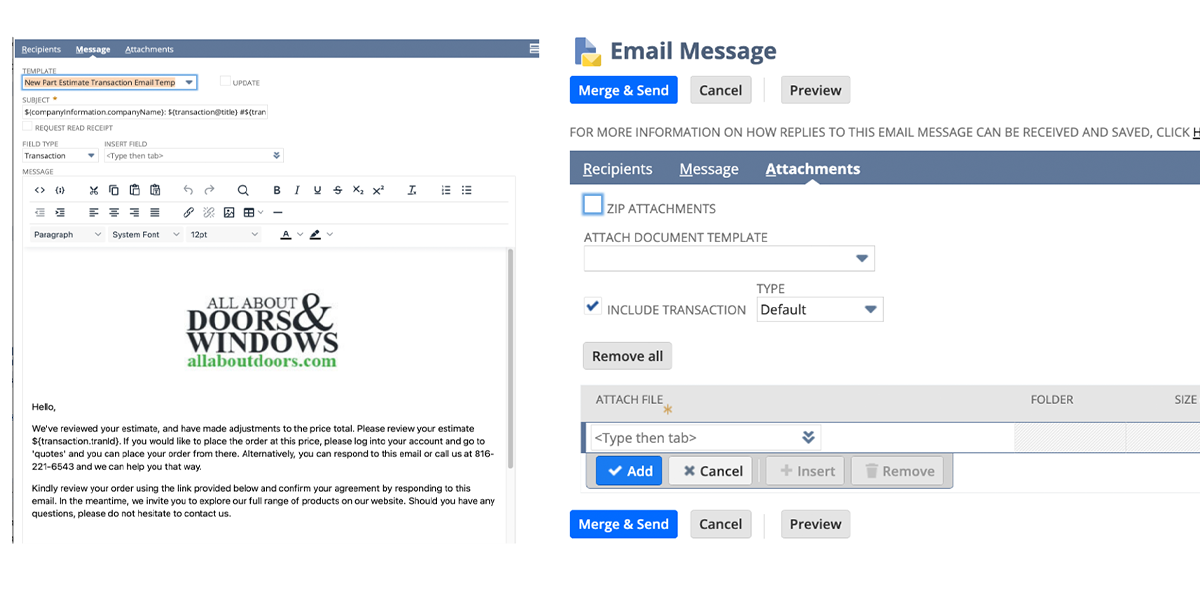 Recipients Message Attachments
TEMPLATE
New Part Estimate Transaction Email Temp
UPDATE
SUBJECT *
${companyInformation.companyName}: ${transaction@title} #${tran
REQUEST READ RECEIPT
FIELD TYPE INSERT FIELD
Transaction <Type then tab>
MESSAGE
B I U S X₂ X²
Paragraph System Font 12pt A
ALL ABOUT
DOORS&
WINDOWS
allaboutdoors.com
Hello,
We've reviewed your estimate, and have made adjustments to the price total. Please review your estimate
${transaction.tranId}. If you would like to place the order at this price, please log into your account and go to
'quotes' and you can place your order from there. Alternatively, you can respond to this email or call us at 816-
221-6543 and we can help you that way.
Kindly review your order using the link provided below and confirm your agreement by responding to this
email. In the meantime, we invite you to explore our full range of products on our website. Should you have any
questions, please do not hesitate to contact us.
Email Message
Merge & Send Cancel Preview
FOR MORE INFORMATION ON HOW REPLIES TO THIS EMAIL MESSAGE CAN BE RECEIVED AND SAVED, CLICK H
Recipients Message Attachments
ZIP ATTACHMENTS
ATTACH DOCUMENT TEMPLATE
TYPE
INCLUDE TRANSACTION Default
Remove all
ATTACH FILE * FOLDER SIZE
<Type then tab>
Add Cancel Insert Remove
Merge & Send Cancel Preview